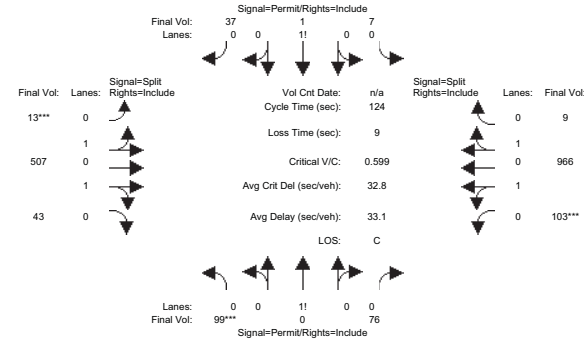 Signal=Permit/Rights=Include
Final Vol: 37 1 7
Lanes: 0 0 1! 0 0
Signal=Split
Final Vol: Lanes: Rights=Include
Vol Cnt Date: n/a
Signal=Split
Rights=Include Lanes: Final Vol:
Cycle Time (sec): 124
13*** 0
0 9
Loss Time (sec): 9
1
1
507 0
Critical V/C: 0.599
0 966
1
Avg Crit Del (sec/veh): 32.8
1
43 0
Avg Delay (sec/veh): 33.1
0 103***
LOS: C
Lanes: 0 0 1! 0 0
Final Vol: 99*** 0 76
Signal=Permit/Rights=Include